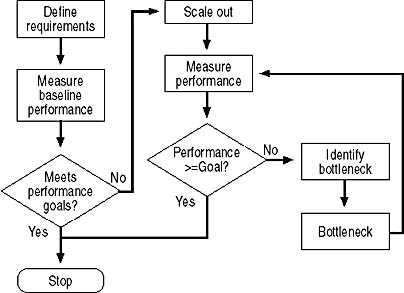 Define
requirements
Measure
baseline
performance
Meets
performance
goals?
No
Yes
Stop
Scale out
Measure
performance
Performance
>=Goal?
No
Yes
Identify
bottleneck
Bottleneck